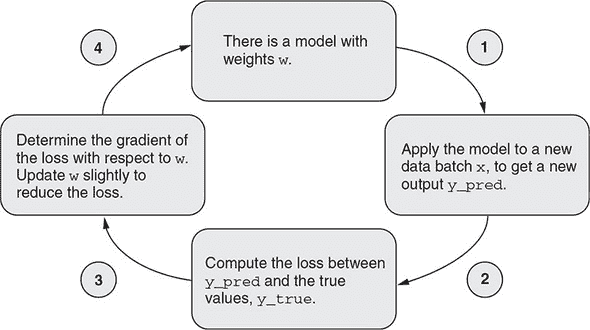 4
There is a model with
weights w.
1
Determine the gradient of
the loss with respect to w.
Update w slightly to
reduce the loss.
Apply the model to a new
data batch x, to get a new
output y_pred.
Compute the loss between
y_pred and the true
values, y_true.
3
2